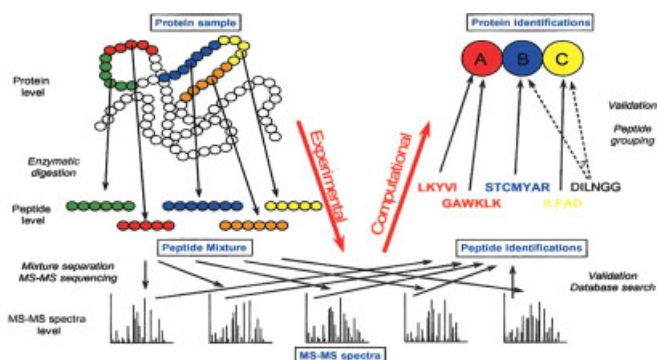 Protein sample
Protein identifications
A B C
Protein
level
Validation
Peptide
grouping
Enzymatic
digestion
Experimental
Computational
LKYVI
STCMYAR
DILNGG
GAWKLK
ILFAD
Peptide
level
Peptide Mixture
Peptide Identifications
Mixture separation
MS-MS sequencing
Validation
Database search
MS-MS spectra
level
MS-MS spectra